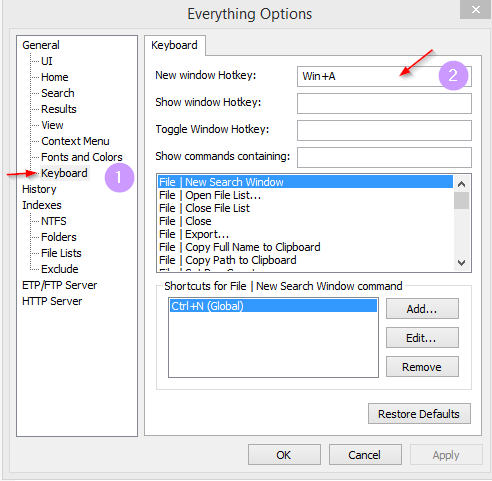 Everything Options
General
UI
Home
Search
Results
View
Context Menu
Fonts and Colors
Keyboard
1
History
Indexes
NTFS
Folders
File Lists
Exclude
ETP/FTP Server
HTTP Server
Keyboard
New window Hotkey: Win+A
2
Show window Hotkey:
Toggle Window Hotkey:
Show commands containing:
File | New Search Window
File | Open File List...
File | Close File List
File | Close
File | Export...
File | Copy Full Name to Clipboard
File | Copy Path to Clipboard
Shortcuts for File | New Search Window command
Ctrl+N (Global)
Add...
Edit...
Remove
Restore Defaults
OK Cancel Apply